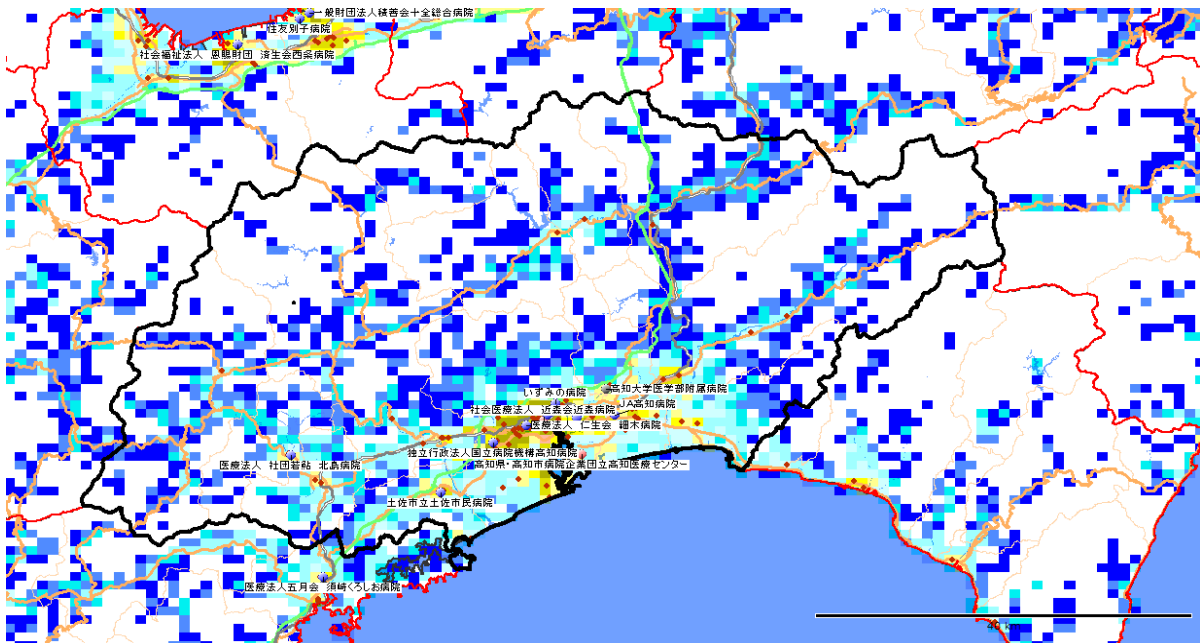 一般財団法人積善会十全総合病院
住友別子病院
社会福祉法人 恩賜財団 済生会西条病院
いずみの病院
高知大学医学部附属病院
JA高知病院
社会医療法人 近森会近森病院
医療法人 仁生会 細木病院
独立行政法人国立病院機構高知病院
高知県・高知市病院企業団立高知医療センター
医療法人 社団若鮎 北島病院
土佐市立土佐市民病院
医療法人五月会 須崎くろしお病院